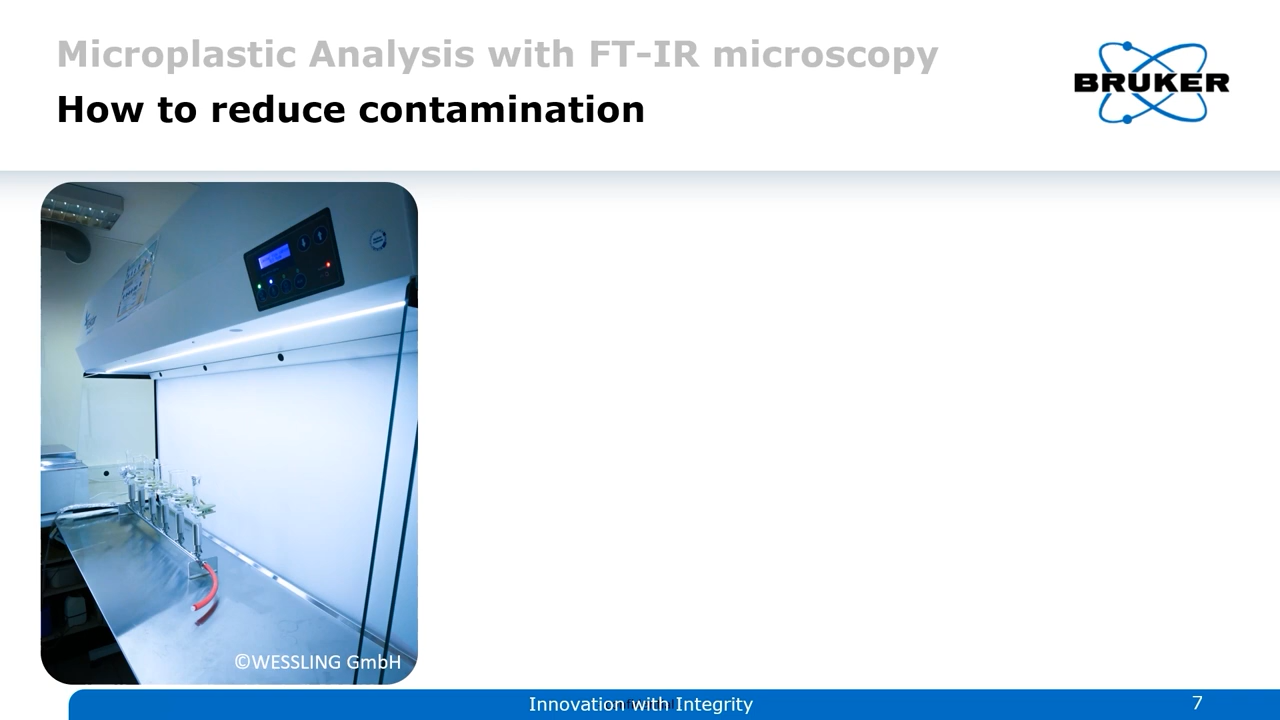 Microplastic Analysis with FT-IR microscopy
How to reduce contamination
BRUKER
©WESSLING GmbH
Innovation with Integrity
7